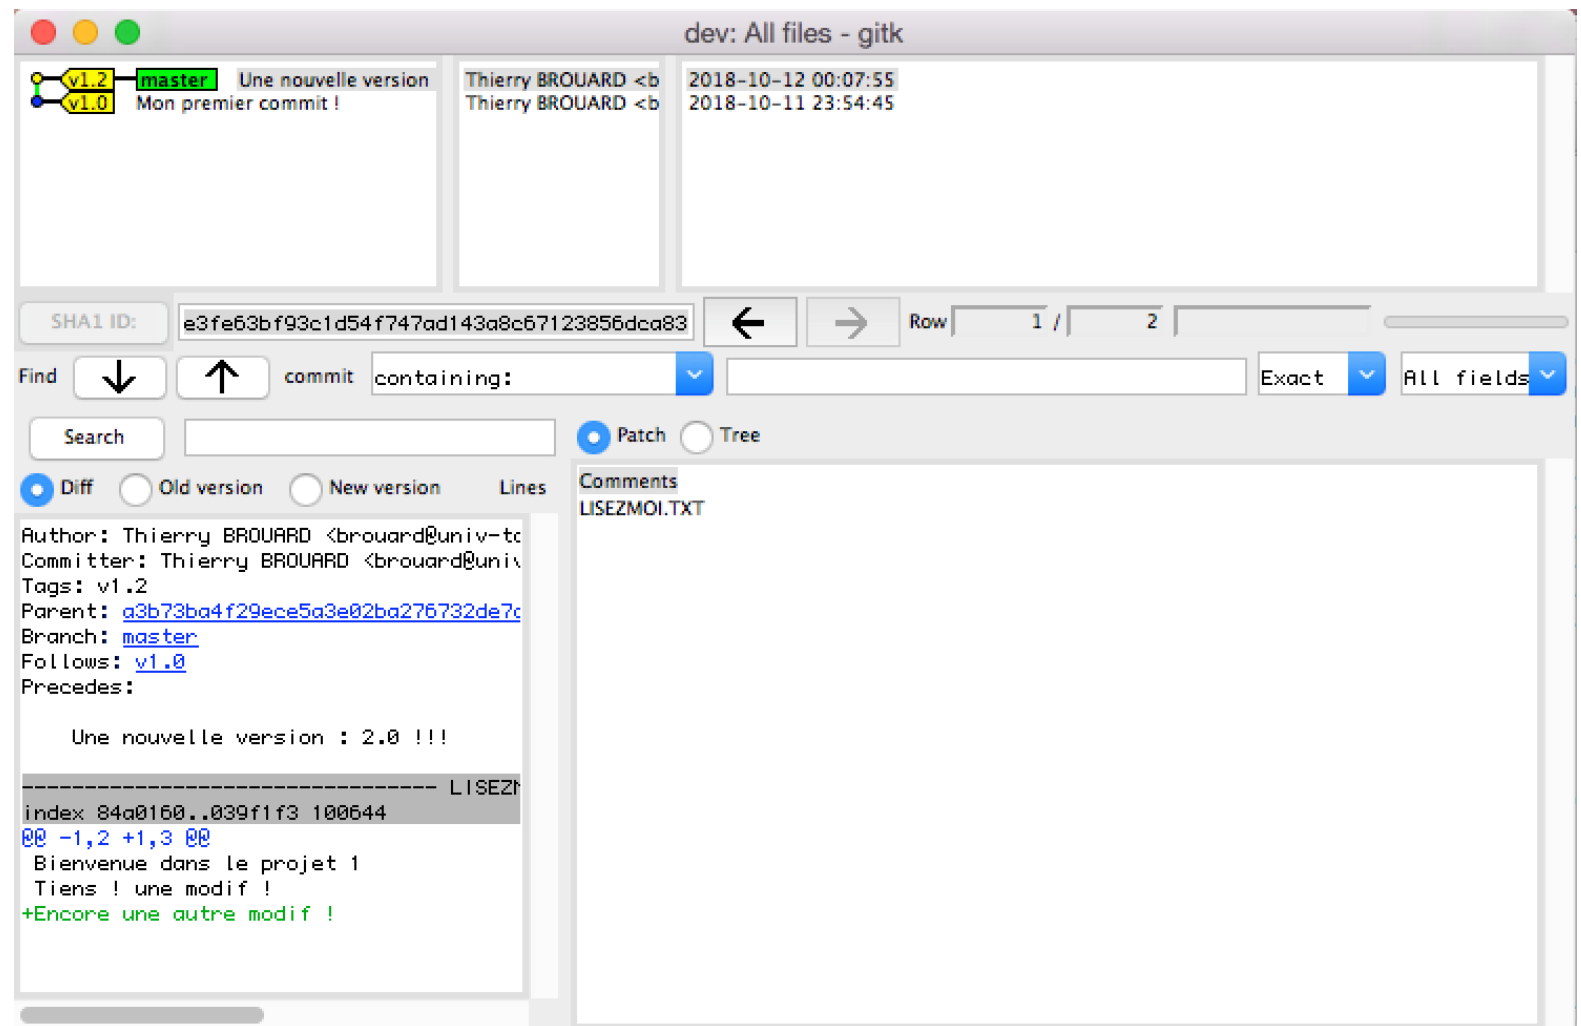 dev: All files - gitk
v1.2 master Une nouvelle version Thierry BROUARD <b 2018-10-12 00:07:55
v1.0 Mon premier commit ! Thierry BROUARD <b 2018-10-11 23:54:45
SHA1 ID: e3fe63bf93c1d54f747ad143a8c67123856dca83 Row 1 / 2
Find commit containing: Exact All fields
Search
Patch Tree
Diff Old version New version Lines
Comments
LISEZMOI.TXT
Author: Thierry BROUARD <brouard@univ-to
Committer: Thierry BROUARD <brouard@univ
Tags: v1.2
Parent: a3b73ba4f29ece5a3e02ba276732de7c
Branch: master
Follows: v1.0
Precedes:
Une nouvelle version : 2.0 !!!
--------------------------------- LISEZM
index 84a0160..039f1f3 100644
@@ -1,2 +1,3 @@
Bienvenue dans le projet 1
Tiens ! une modif !
+Encore une autre modif !